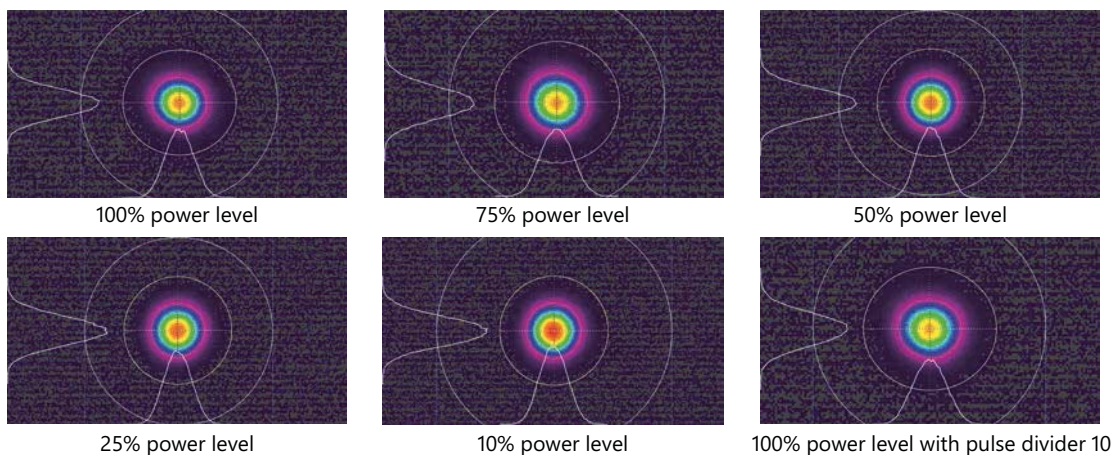 100% power level
75% power level
50% power level
25% power level
10% power level
100% power level with pulse divider 10